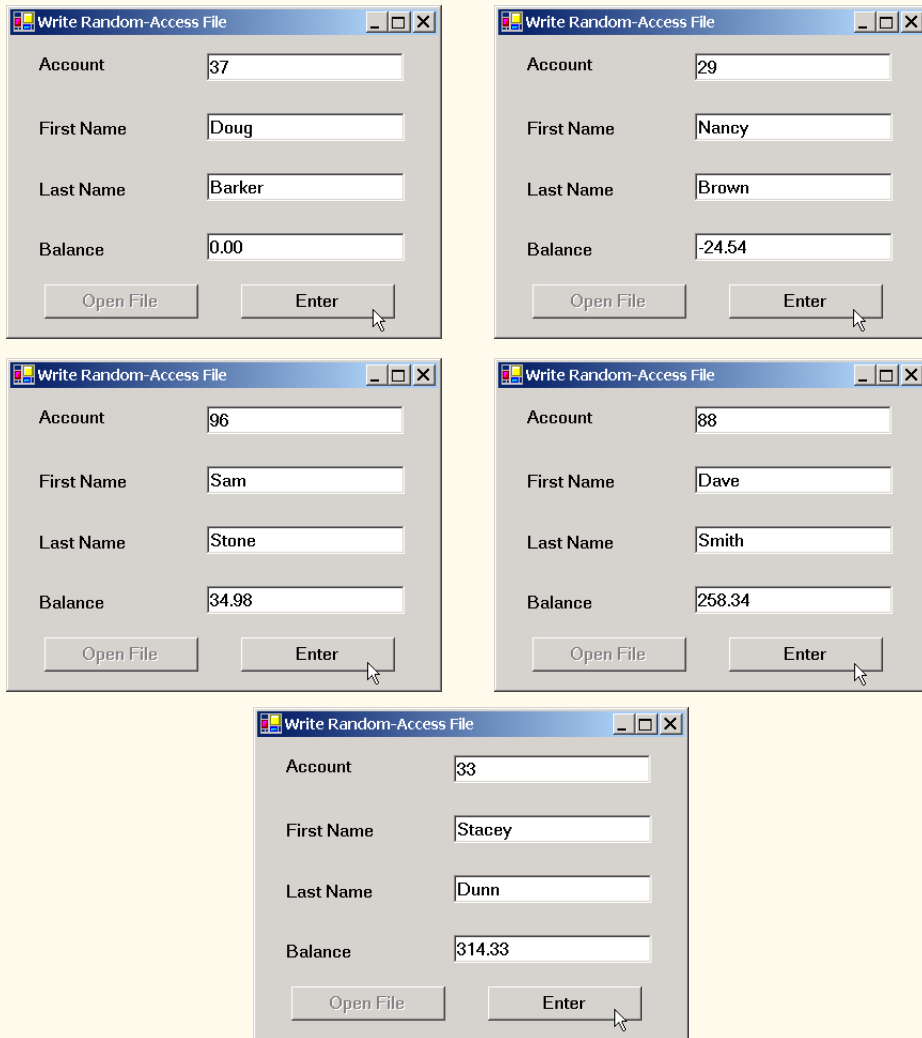 Write Random-Access File
Account 37
First Name Doug
Last Name Barker
Balance 0.00
Open File Enter
Write Random-Access File
Account 29
First Name Nancy
Last Name Brown
Balance -24.54
Open File Enter
Write Random-Access File
Account 96
First Name Sam
Last Name Stone
Balance 34.98
Open File Enter
Write Random-Access File
Account 88
First Name Dave
Last Name Smith
Balance 258.34
Open File Enter
Write Random-Access File
Account 33
First Name Stacey
Last Name Dunn
Balance 314.33
Open File Enter